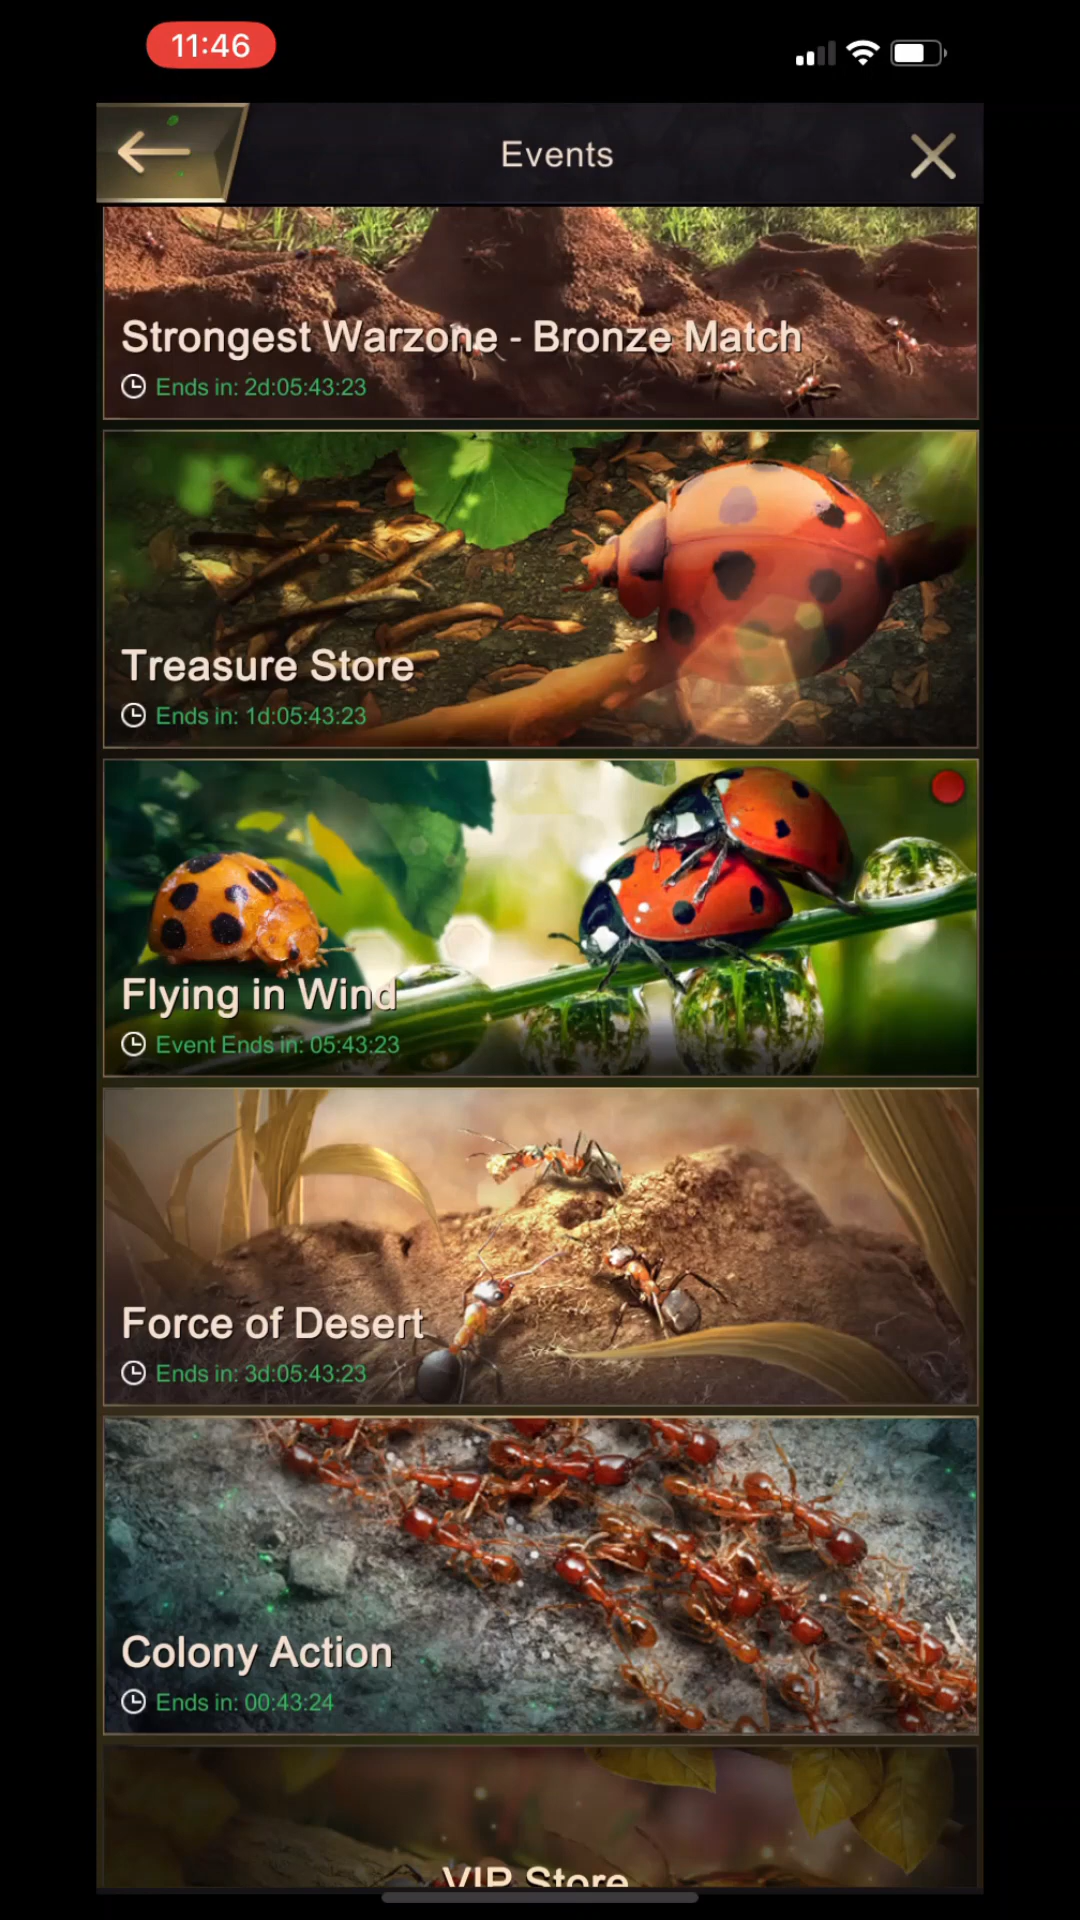 11:46
Events
Strongest Warzone - Bronze Match
Ends in: 2d:05:43:23
Treasure Store
Ends in: 1d:05:43:23
Flying in Wind
Event Ends in: 05:43:23
Force of Desert
Ends in: 3d:05:43:23
Colony Action
Ends in: 00:43:24
VIP Store